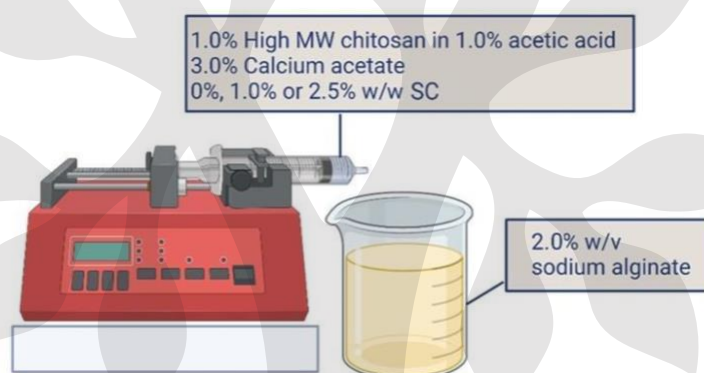 1.0% High MW chitosan in 1.0% acetic acid
3.0% Calcium acetate
0%, 1.0% or 2.5% w/w SC
2.0% w/v
sodium alginate